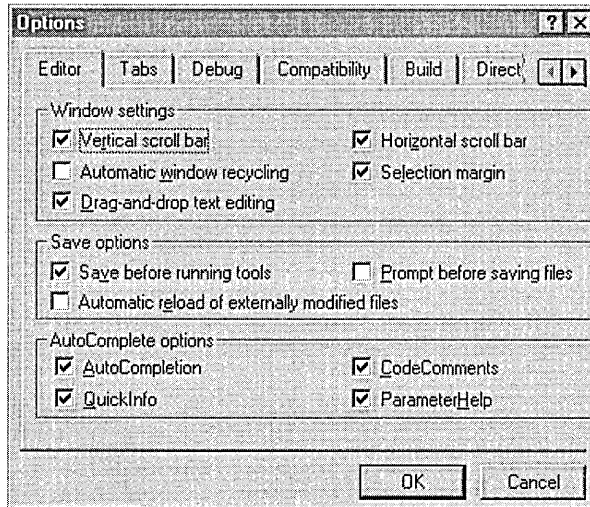 Options
Editor Tabs Debug Compatibility Build Direct
Window settings
Vertical scroll bar Horizontal scroll bar
Automatic window recycling Selection margin
Drag-and-drop text editing
Save options
Save before running tools Prompt before saving files
Automatic reload of externally modified files
AutoComplete options
AutoCompletion CodeComments
QuickInfo ParameterHelp
OK Cancel